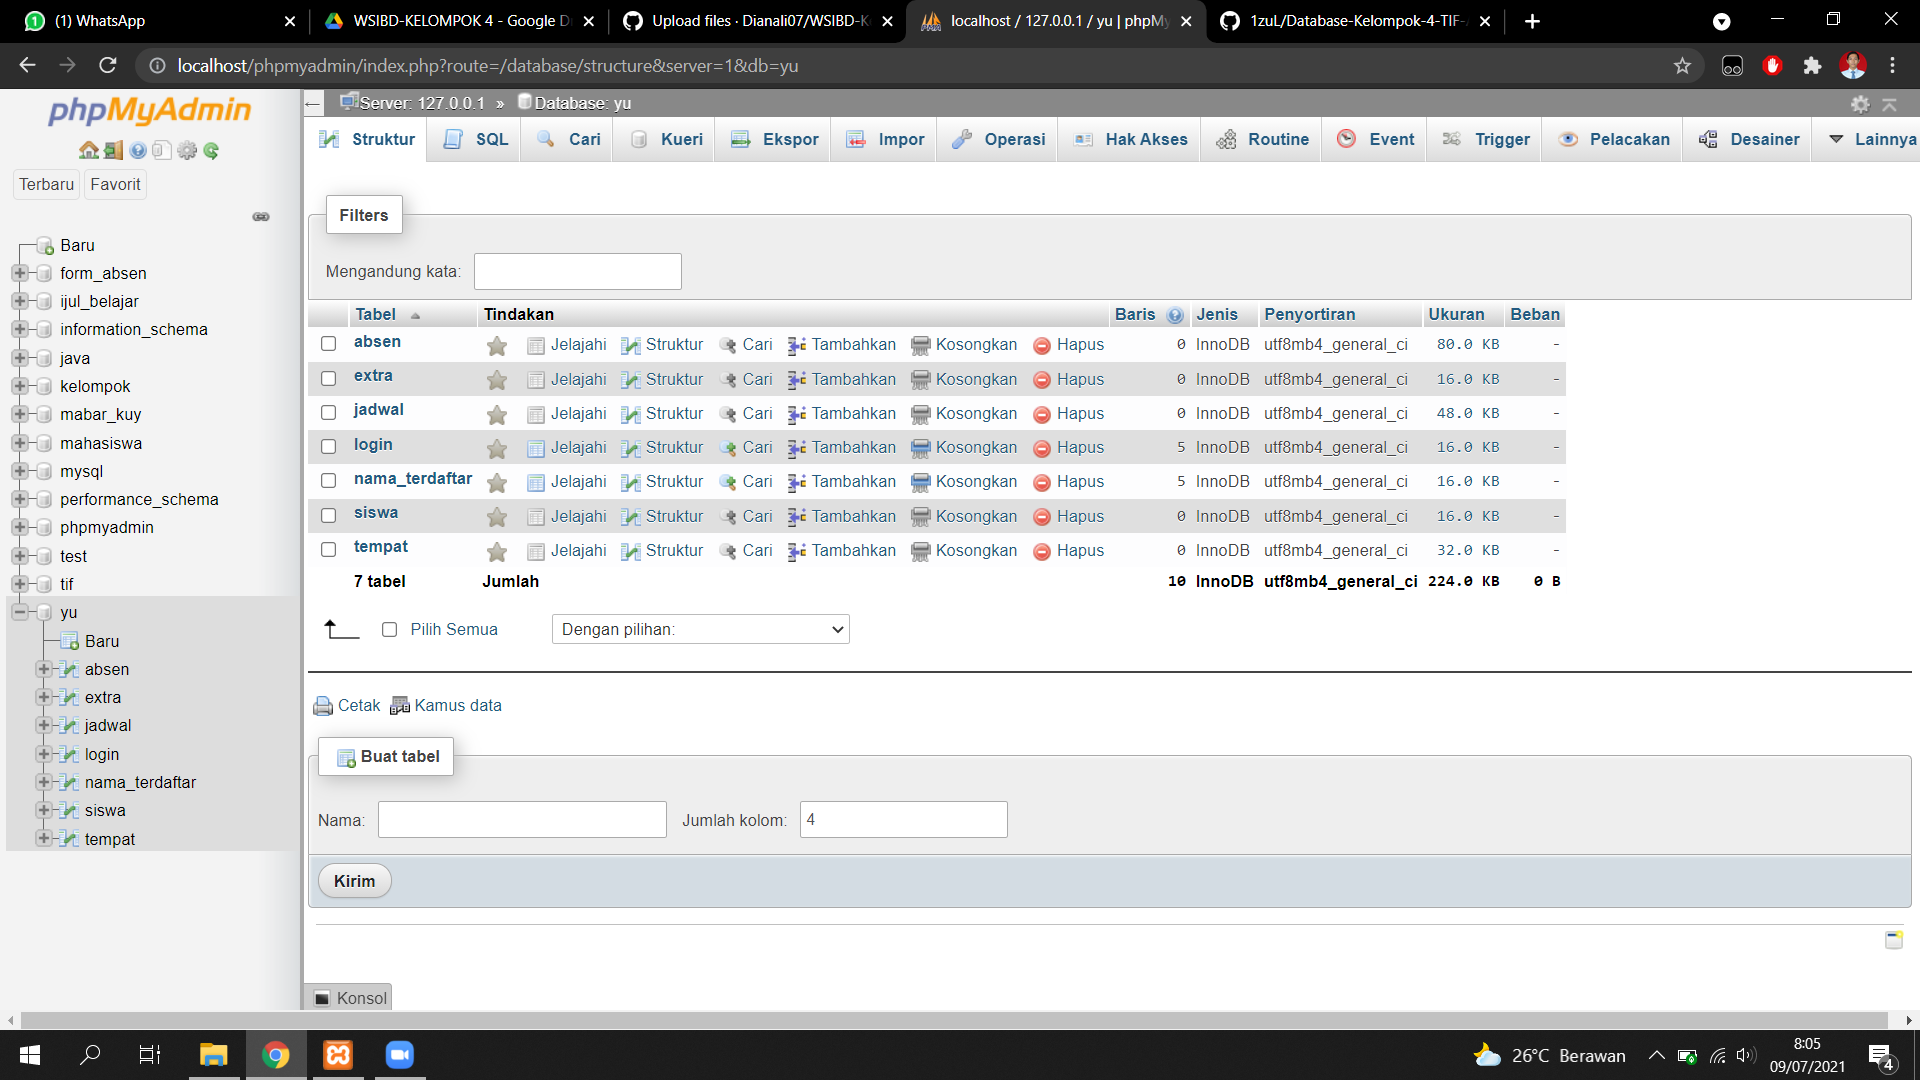 (1) WhatsApp
WSIBD-KELOMPOK 4 - Google D
Upload files · Dianali07/WSIBD-K
localhost / 127.0.0.1 / yu | phpMy
1zuL/Database-Kelompok-4-TIF-
localhost/phpmyadmin/index.php?route=/database/structure&server=1&db=yu
phpMyAdmin
Terbaru Favorit
Baru
form_absen
ijul_belajar
information_schema
java
kelompok
mabar_kuy
mahasiswa
mysql
performance_schema
phpmyadmin
test
tif
yu
Baru
absen
extra
jadwal
login
nama_terdaftar
siswa
tempat
Server: 127.0.0.1 » Database: yu
Struktur SQL Cari Kueri Ekspor Impor Operasi Hak Akses Routine Event Trigger Pelacakan Desainer Lainnya
Filters
Mengandung kata:
Tabel Tindakan Baris Jenis Penyortiran Ukuran Beban
absen Jelajahi Struktur Cari Tambahkan Kosongkan Hapus 0 InnoDB utf8mb4_general_ci 80.0 KB -
extra Jelajahi Struktur Cari Tambahkan Kosongkan Hapus 0 InnoDB utf8mb4_general_ci 16.0 KB -
jadwal Jelajahi Struktur Cari Tambahkan Kosongkan Hapus 0 InnoDB utf8mb4_general_ci 48.0 KB -
login Jelajahi Struktur Cari Tambahkan Kosongkan Hapus 5 InnoDB utf8mb4_general_ci 16.0 KB -
nama_terdaftar Jelajahi Struktur Cari Tambahkan Kosongkan Hapus 5 InnoDB utf8mb4_general_ci 16.0 KB -
siswa Jelajahi Struktur Cari Tambahkan Kosongkan Hapus 0 InnoDB utf8mb4_general_ci 16.0 KB -
tempat Jelajahi Struktur Cari Tambahkan Kosongkan Hapus 0 InnoDB utf8mb4_general_ci 32.0 KB -
7 tabel Jumlah 10 InnoDB utf8mb4_general_ci 224.0 KB 0 B
Pilih Semua Dengan pilihan:
Cetak Kamus data
Buat tabel
Nama: Jumlah kolom: 4
Kirim
Konsol
26°C Berawan
8:05
09/07/2021
4